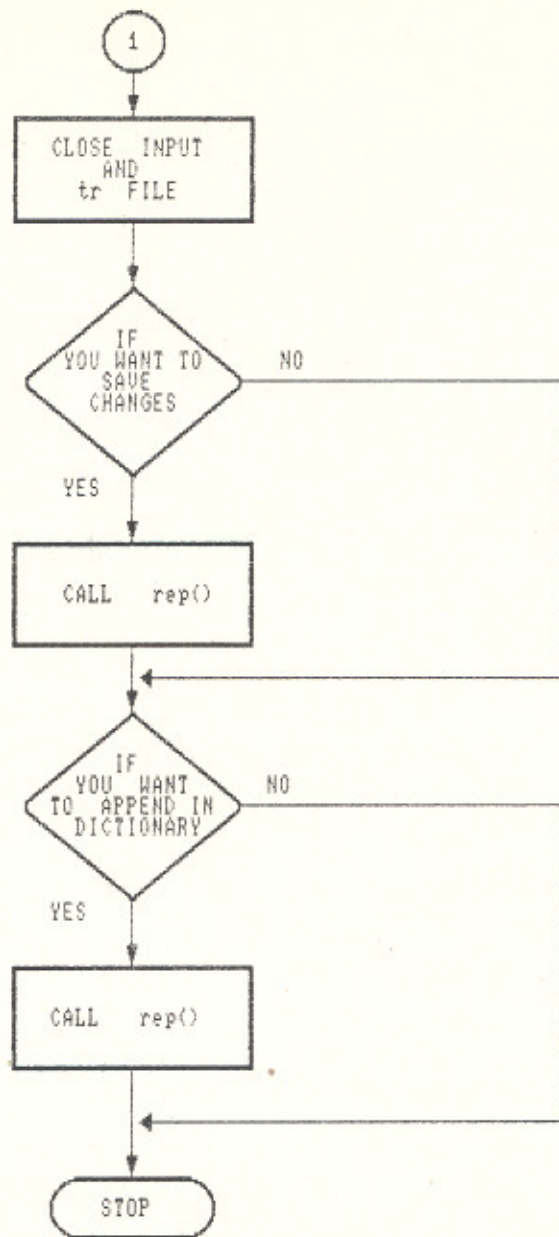 1
CLOSE INPUT
AND
tr FILE
IF
YOU WANT TO
SAVE
CHANGES
NO
YES
CALL rep()
IF
YOU WANT
TO APPEND IN
DICTIONARY
NO
YES
CALL rep()
STOP